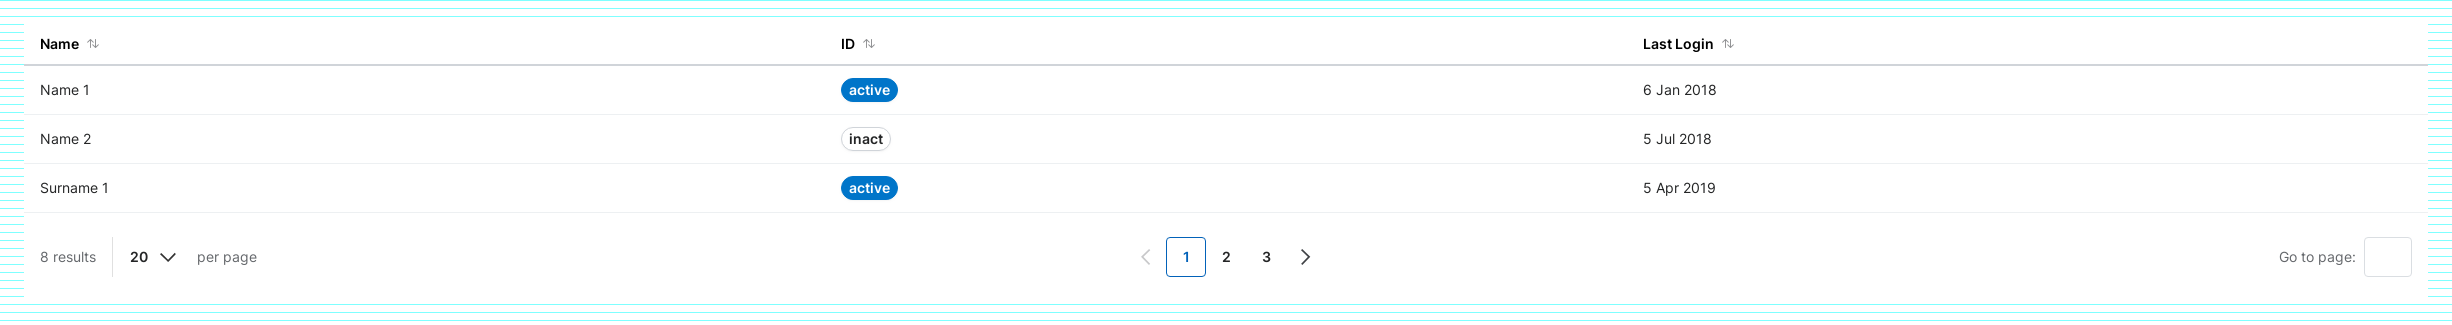 Name ID Last Login
Name 1 active 6 Jan 2018
Name 2 inact 5 Jul 2018
Surname 1 active 5 Apr 2019
8 results 20 per page 1 2 3 Go to page: